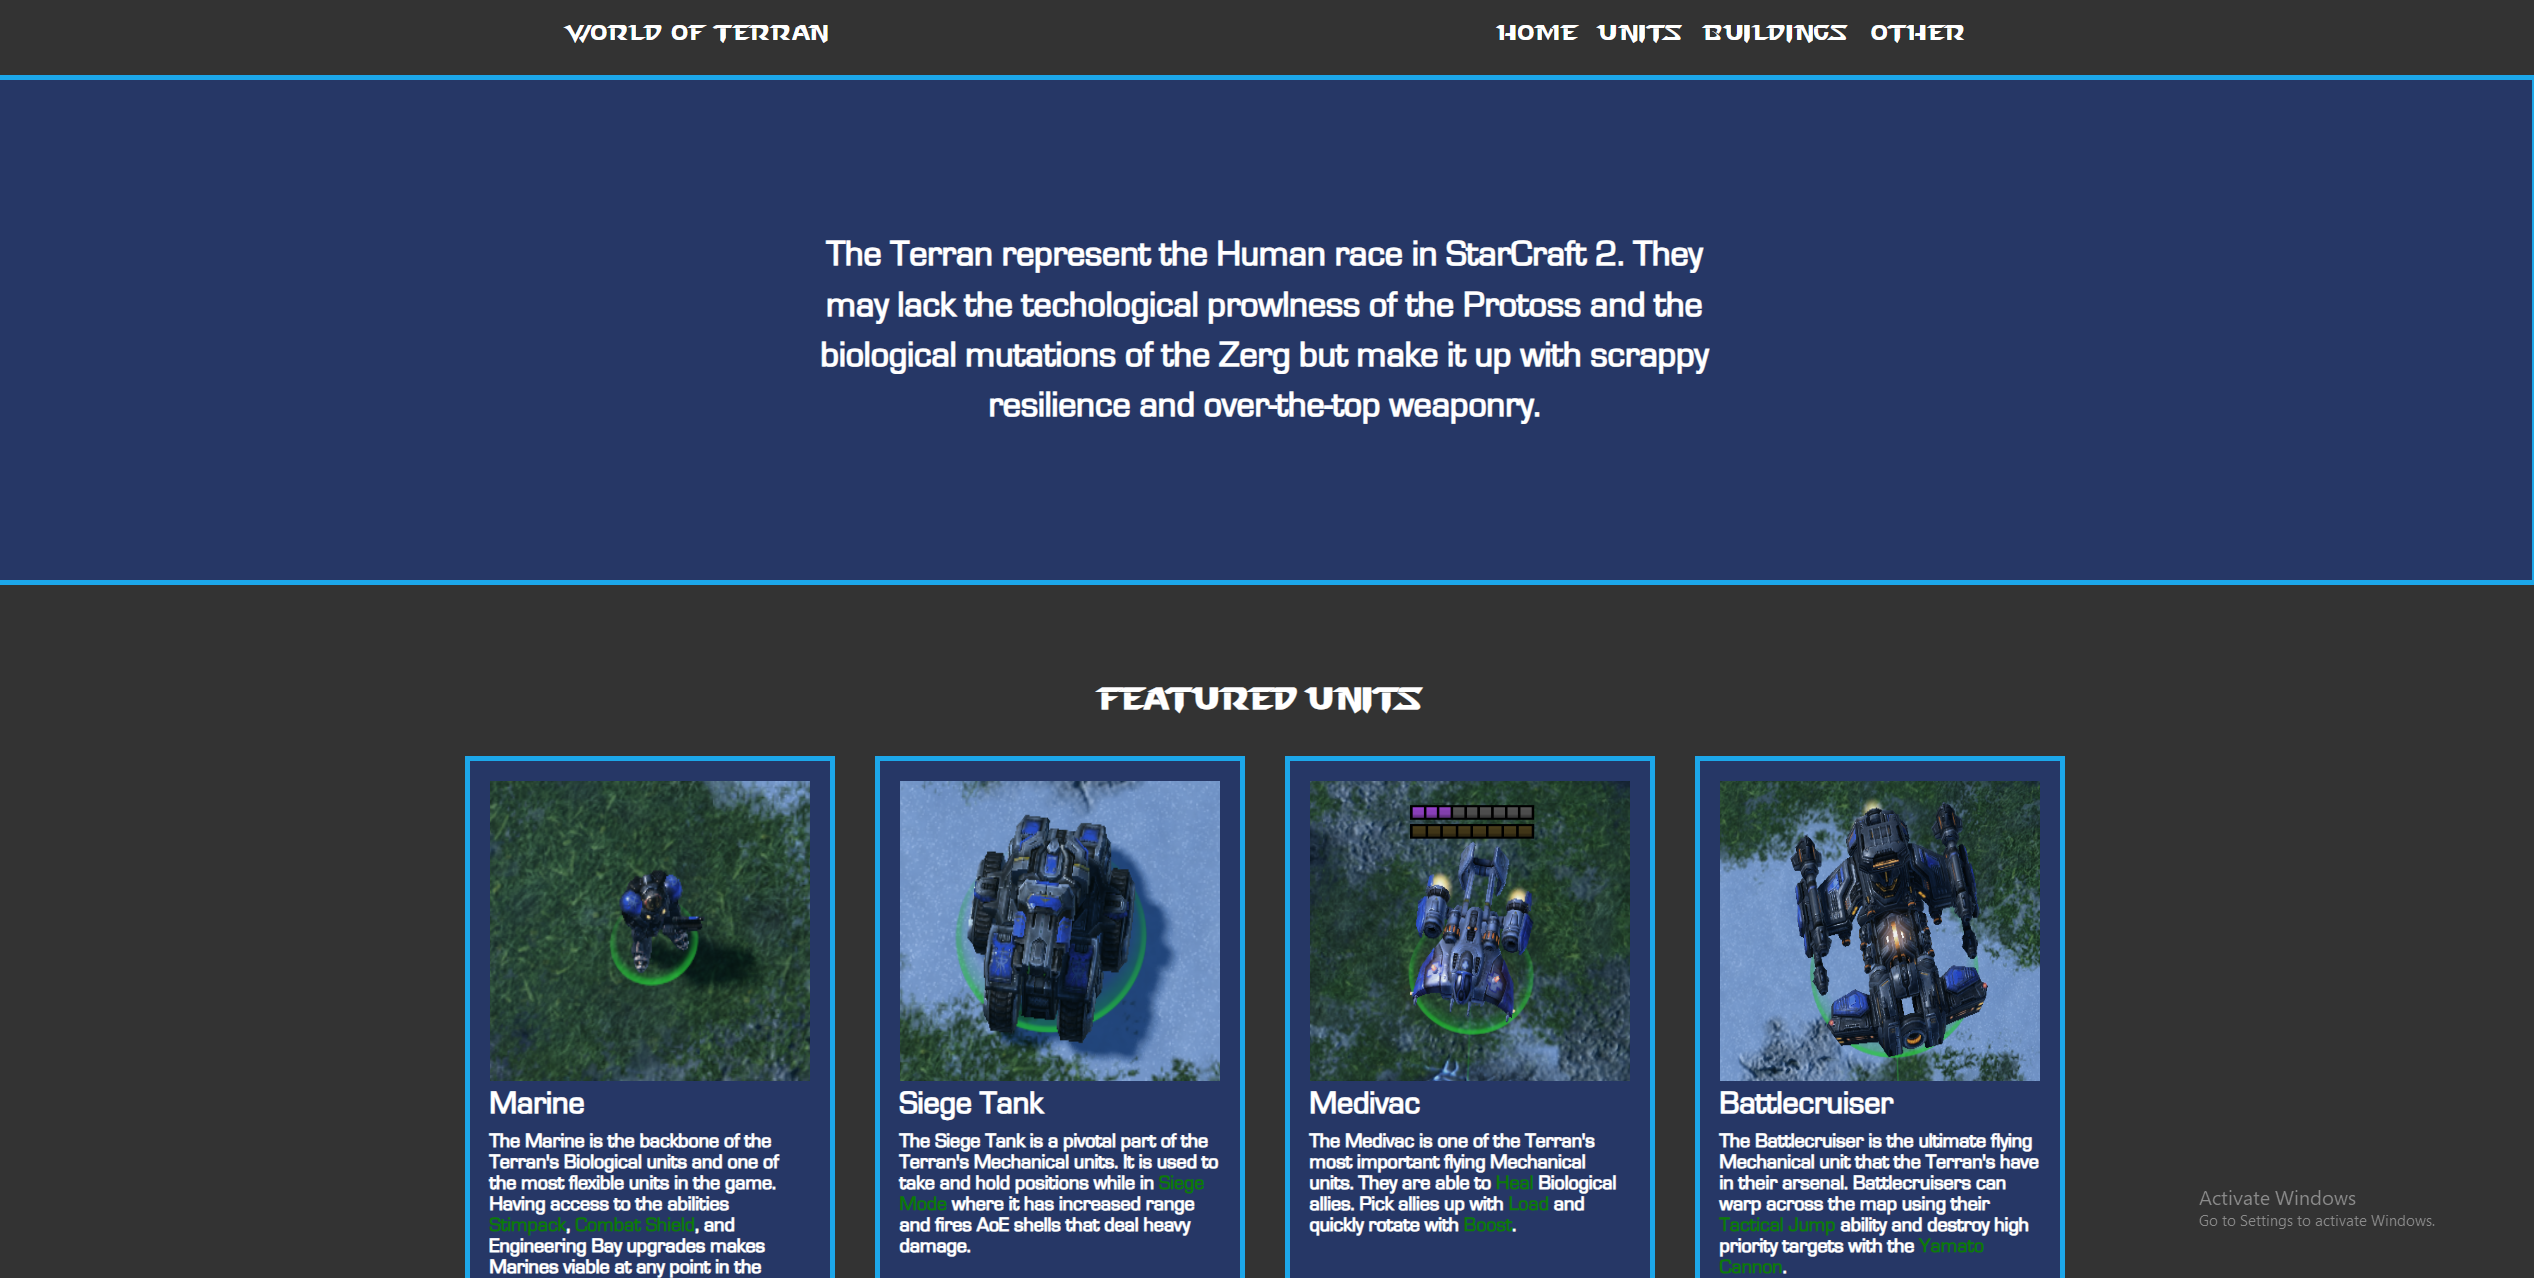 WORLD OF TERRAN
HOME UNITS BUILDINGS OTHER
The Terran represent the Human race in StarCraft 2. They
may lack the techological prowlness of the Protoss and the
biological mutations of the Zerg but make it up with scrappy
resilience and over-the-top weaponry.
FEATURED UNITS
Marine
The Marine is the backbone of the
Terran's Biological units and one of
the most flexible units in the game.
Having access to the abilities
Stimpack, Combat Shield, and
Engineering Bay upgrades makes
Marines viable at any point in the
Siege Tank
The Siege Tank is a pivotal part of the
Terran's Mechanical units. It is used to
take and hold positions while in Siege
Mode where it has increased range
and fires AoE shells that deal heavy
damage.
Medivac
The Medivac is one of the Terran's
most important flying Mechanical
units. They are able to Heal Biological
allies. Pick allies up with Load and
quickly rotate with Boost.
Battlecruiser
The Battlecruiser is the ultimate flying
Mechanical unit that the Terran's have
in their arsenal. Battlecruisers can
warp across the map using their
Tactical Jump ability and destroy high
priority targets with the Yamato
Cannon.
Activate Windows
Go to Settings to activate Windows.